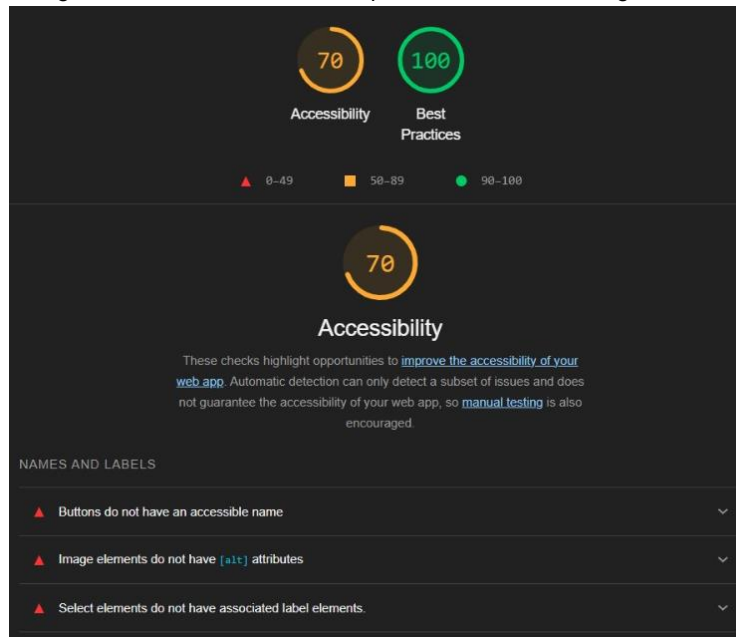 70
100
Accessibility
Best
Practices
0–49
50–89
90–100
70
Accessibility
These checks highlight opportunities to improve the accessibility of your
web app. Automatic detection can only detect a subset of issues and does
not guarantee the accessibility of your web app, so manual testing is also
encouraged.
NAMES AND LABELS
Buttons do not have an accessible name
Image elements do not have [alt] attributes
Select elements do not have associated label elements.